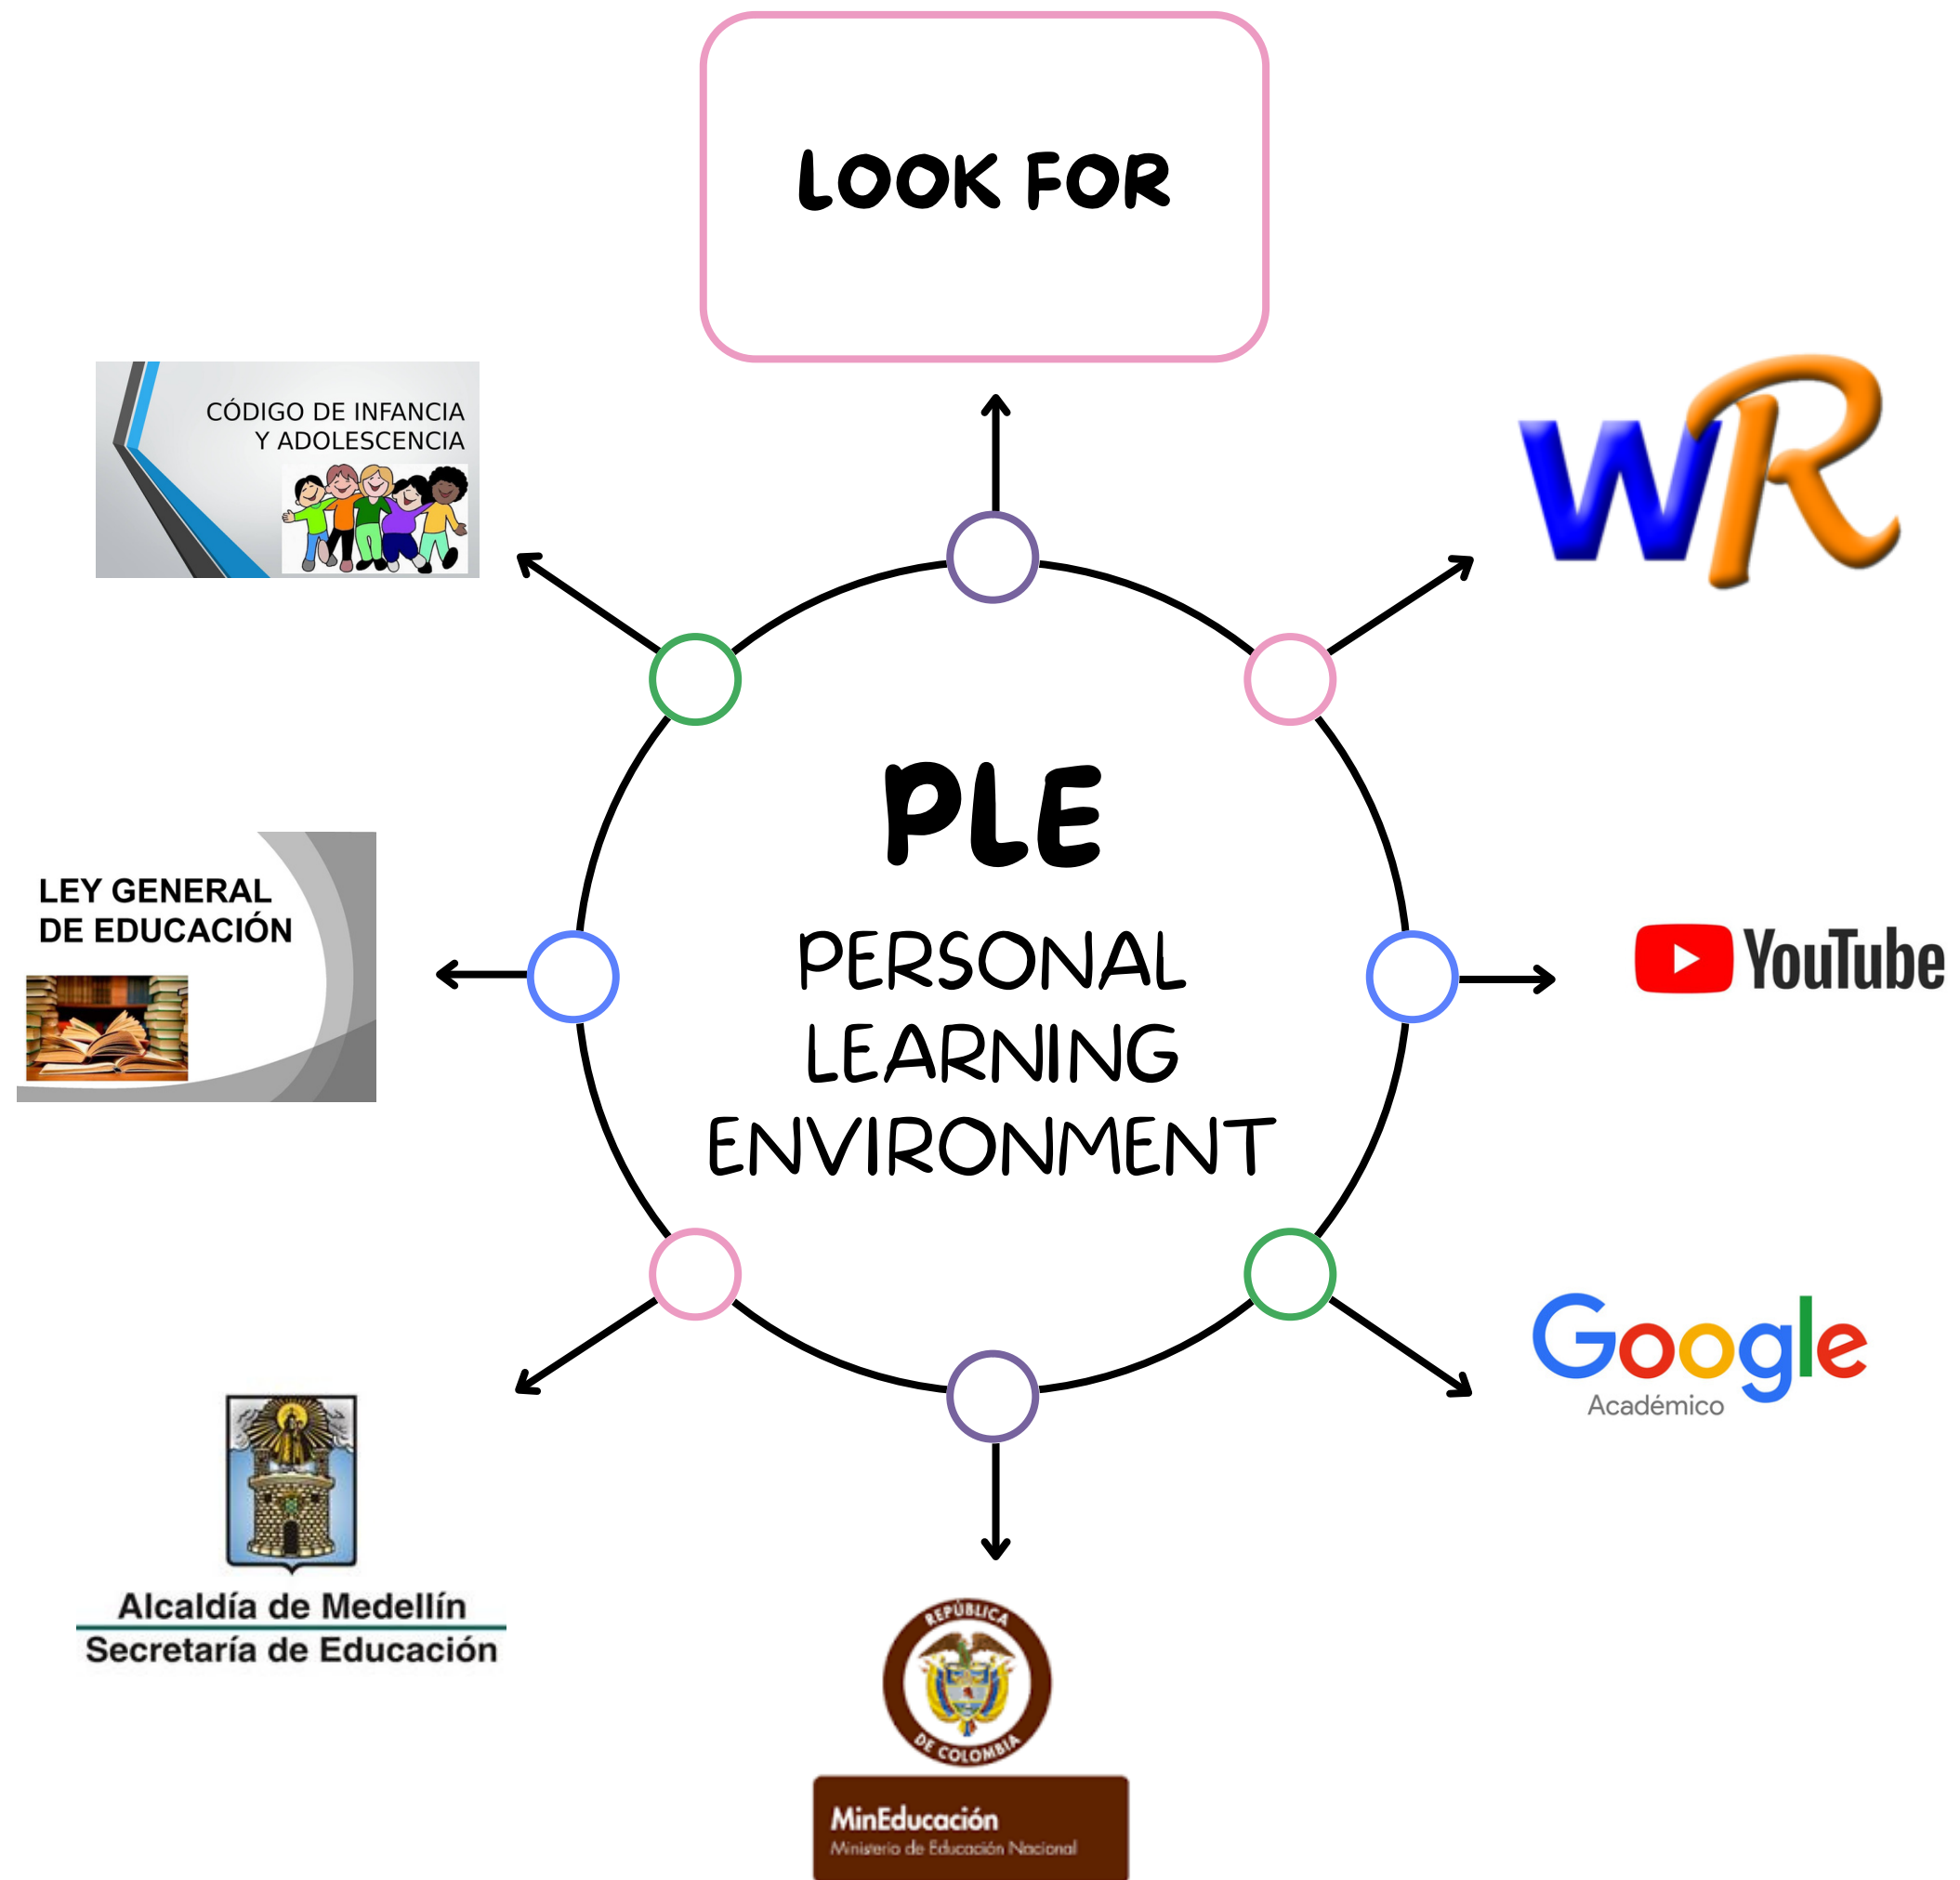 LOOK FOR
CÓDIGO DE INFANCIA
Y ADOLESCENCIA
WR
PLE
PERSONAL
LEARNING
ENVIRONMENT
LEY GENERAL
DE EDUCACIÓN
YouTube
Google
Académico
Alcaldía de Medellín
Secretaría de Educación
REPÚBLICA
DE COLOMBIA
MinEducación
Ministerio de Educación Nacional